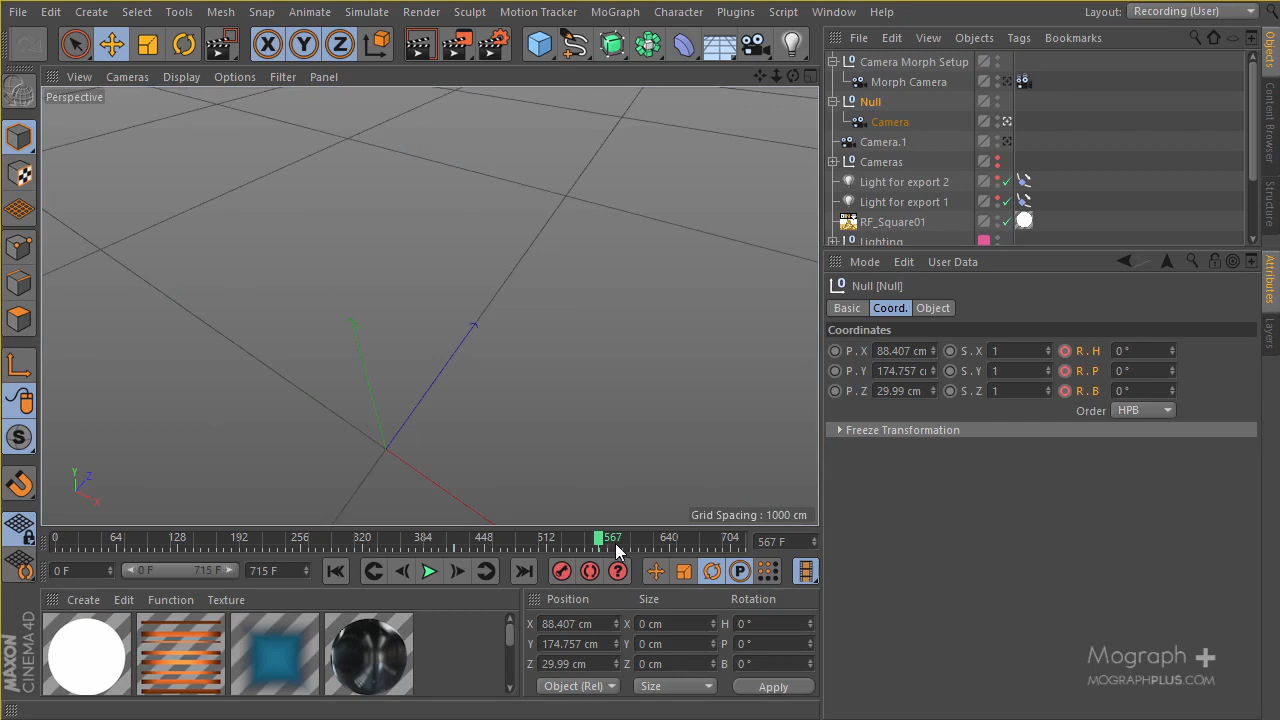 File Edit Create Select Tools Mesh Snap Animate Simulate Render Sculpt Motion Tracker MoGraph Character Plugins Script Window Help Layout: Recording (User)
X Y Z
File Edit View Objects Tags Bookmarks
View Cameras Display Options Filter Panel
Perspective
Camera Morph Setup
Morph Camera
Null
Camera
Camera.1
Cameras
Light for export 2
Light for export 1
RF_Square01
Lighting
Objects
Content Browser
Structure
Attributes
Layers
Mode Edit User Data
Null [Null]
Basic Coord. Object
Coordinates
P . X 88.407 cm S . X 1 R . H 0 °
P . Y 174.757 c S . Y 1 R . P 0 °
P . Z 29.99 cm S . Z 1 R . B 0 °
Order HPB
Freeze Transformation
Y Z X
Grid Spacing : 1000 cm
0 64 128 192 256 320 384 448 512 567 640 704 567 F
0 F 0 F 715 F 715 F
Create Edit Function Texture
Position Size Rotation
X 88.407 cm X 0 cm H 0 °
Y 174.757 cm Y 0 cm P 0 °
Z 29.99 cm Z 0 cm B 0 °
Object (Rel) Size Apply
MAXON
CINEMA4D
Mograph +
MOGRAPHPLUS.COM